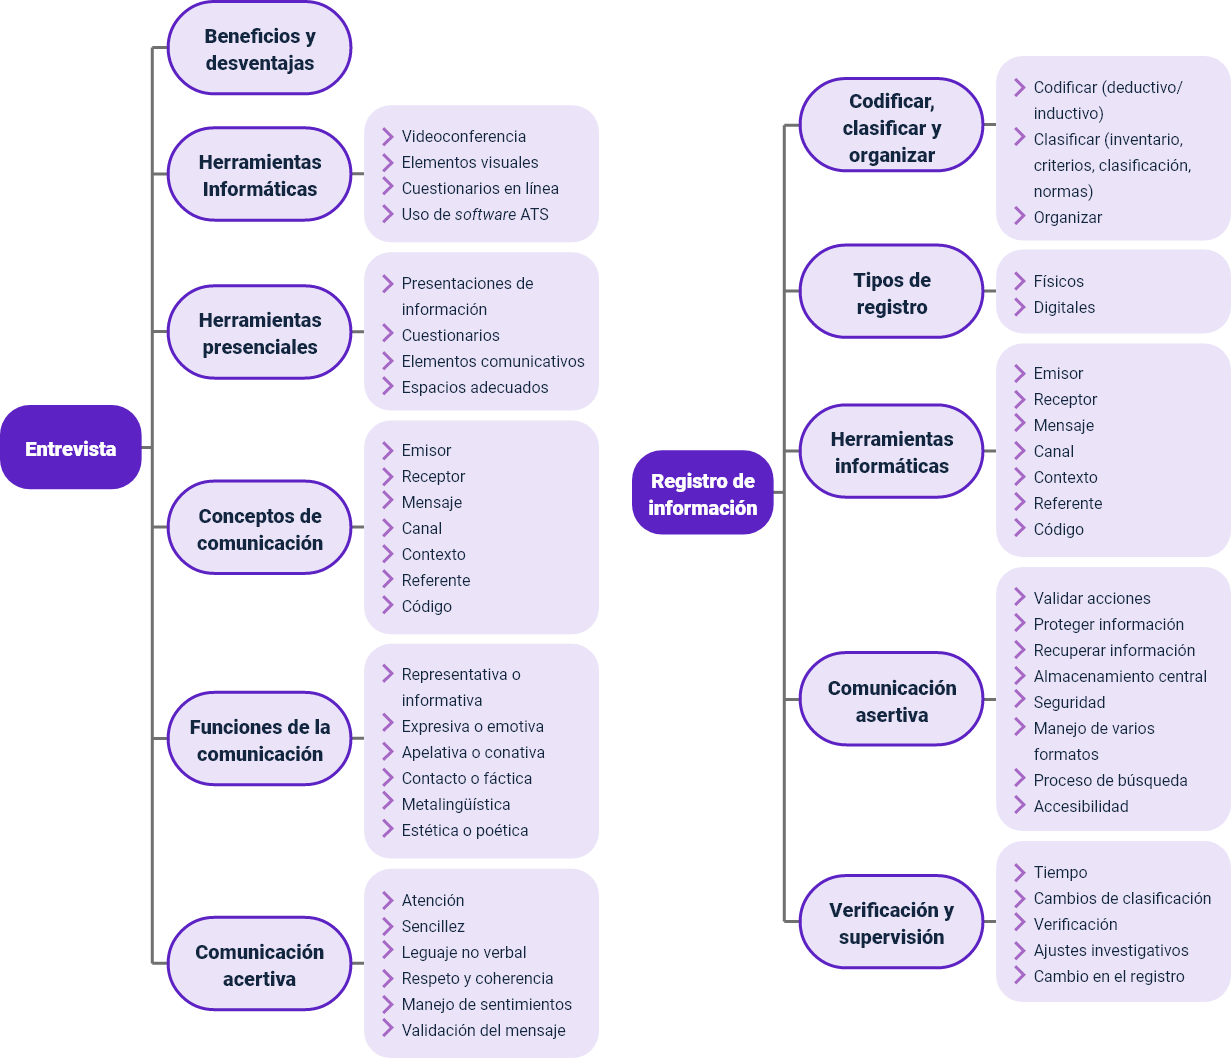 Entrevista
Beneficios y
desventajas
Herramientas
Informáticas
Videoconferencia
Elementos visuales
Cuestionarios en línea
Uso de software ATS
Herramientas
presenciales
Presentaciones de
información
Cuestionarios
Elementos comunicativos
Espacios adecuados
Conceptos de
comunicación
Emisor
Receptor
Mensaje
Canal
Contexto
Referente
Código
Funciones de la
comunicación
Representativa o
informativa
Expresiva o emotiva
Apelativa o conativa
Contacto o fáctica
Metalingüística
Estética o poética
Comunicación
acertiva
Atención
Sencillez
Leguaje no verbal
Respeto y coherencia
Manejo de sentimientos
Validación del mensaje
Registro de
información
Codificar,
clasificar y
organizar
Codificar (deductivo/
inductivo)
Clasificar (inventario,
criterios, clasificación,
normas)
Organizar
Tipos de
registro
Físicos
Digitales
Herramientas
informáticas
Emisor
Receptor
Mensaje
Canal
Contexto
Referente
Código
Comunicación
asertiva
Validar acciones
Proteger información
Recuperar información
Almacenamiento central
Seguridad
Manejo de varios
formatos
Proceso de búsqueda
Accesibilidad
Verificación y
supervisión
Tiempo
Cambios de clasificación
Verificación
Ajustes investigativos
Cambio en el registro